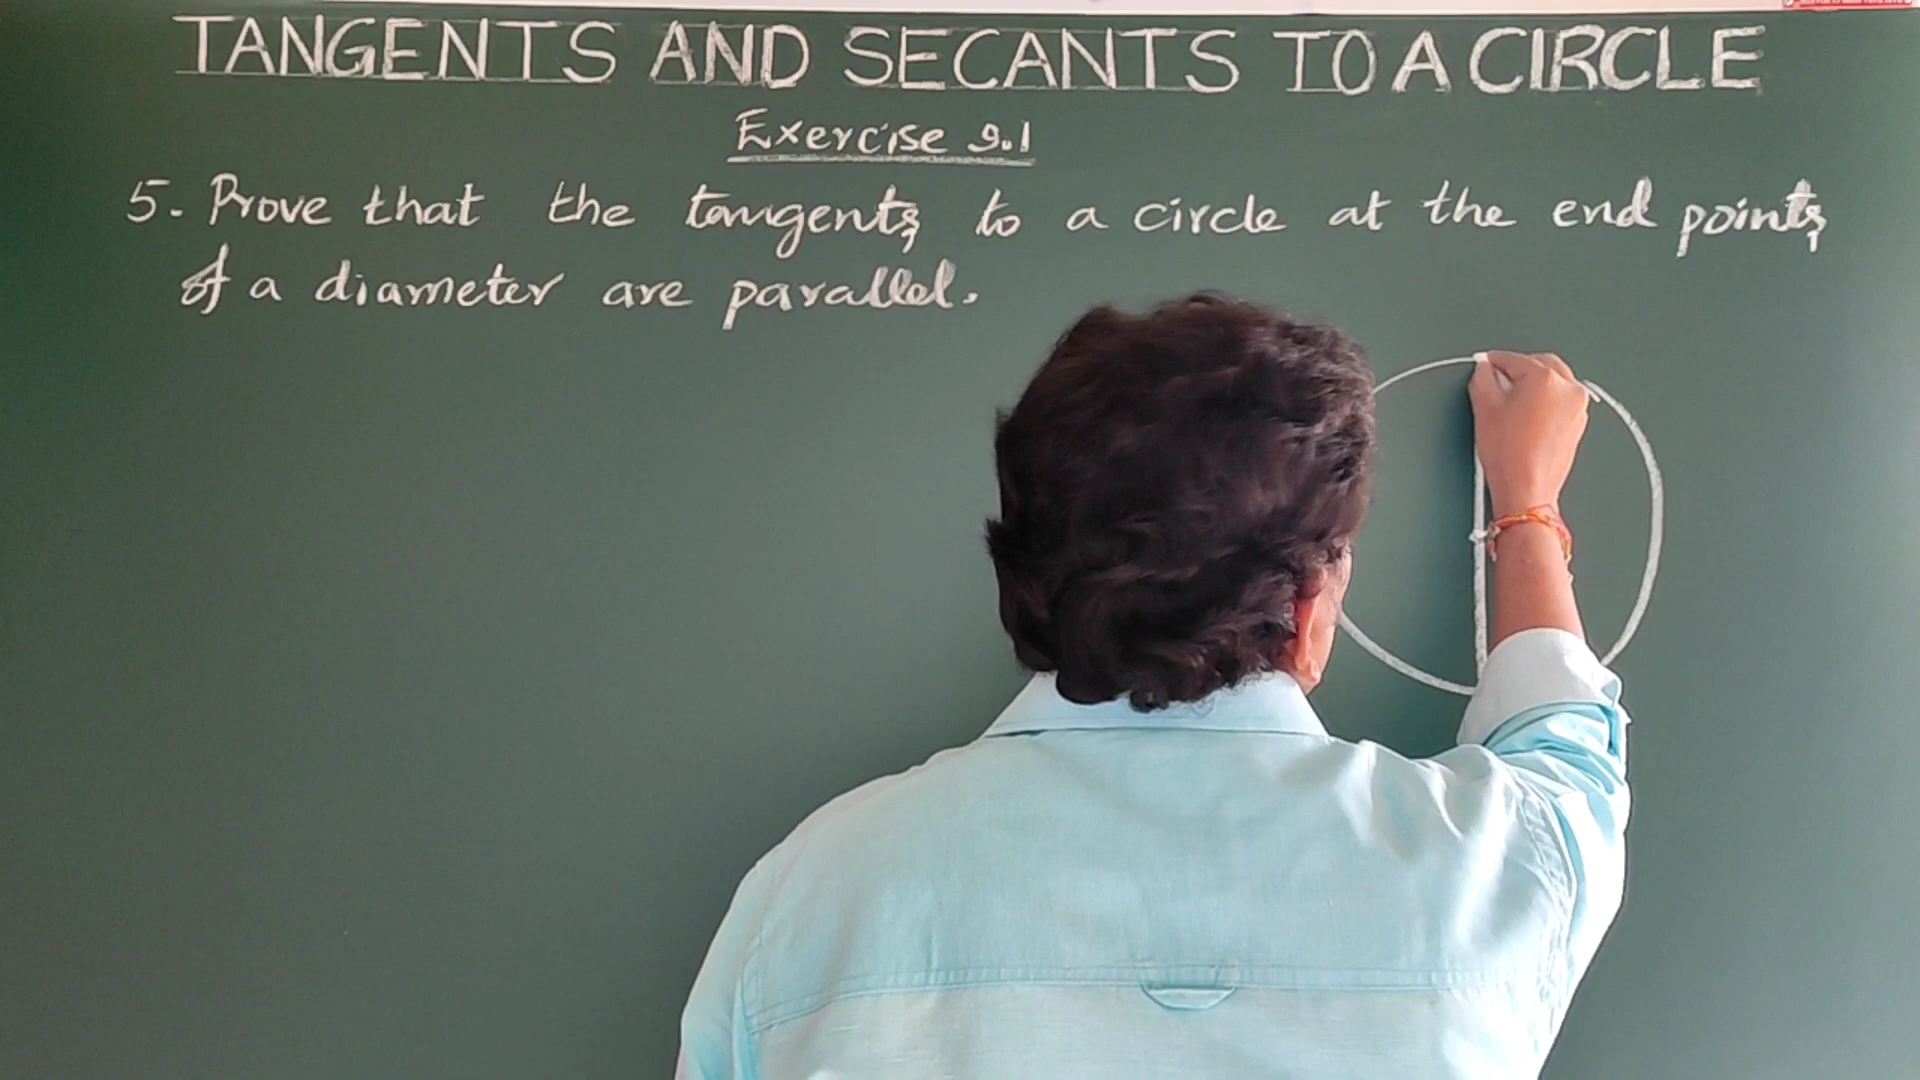 TANGENTS AND SECANTS TO A CIRCLE
Exercise 9.1
5. Prove that the tangents to a circle at the end points
of a diameter are parallel.